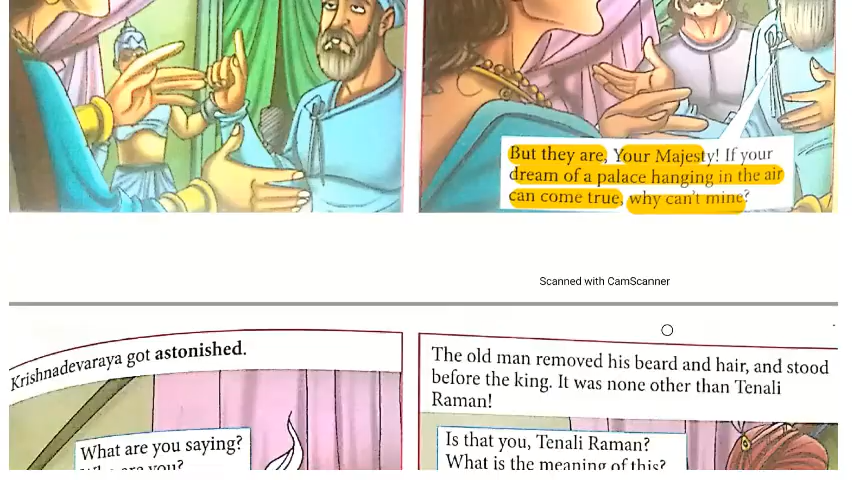 But they are, Your Majesty! If your
dream of a palace hanging in the air
can come true, why can't mine?
Scanned with CamScanner
Krishnadevaraya got astonished.
What are you saying?
Who are you?
The old man removed his beard and hair, and stood
before the king. It was none other than Tenali
Raman!
Is that you, Tenali Raman?
What is the meaning of this?